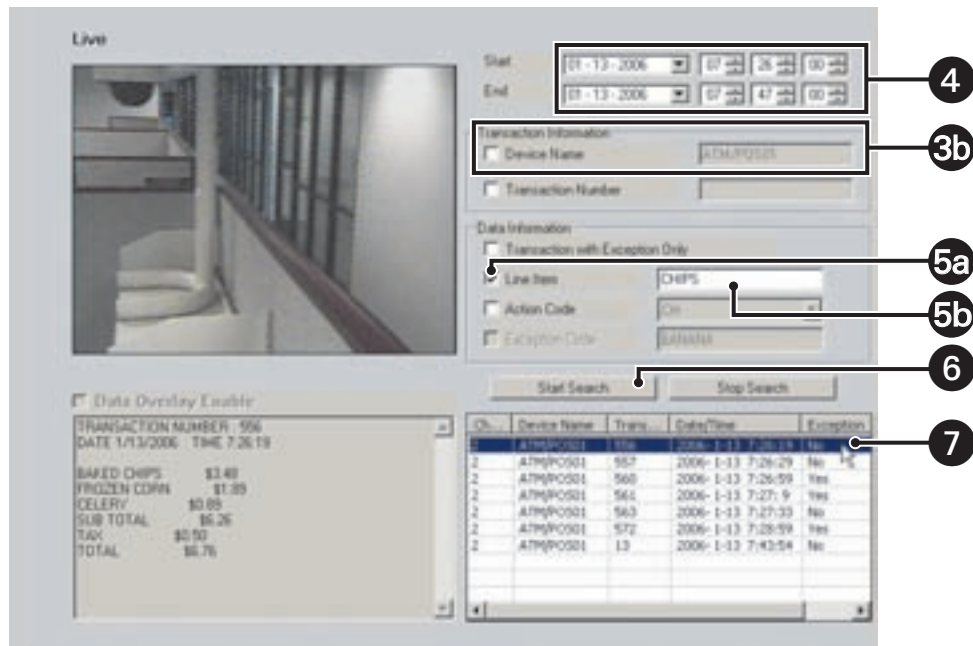 Live
Start 01-13-2006 07 26 00
End 01-13-2006 07 47 00
4
Transaction Information
Device Name
3b
Transaction Number
Data Information
Transaction with Exception Only
5a
Line Item CHIPS
5b
Action Code
Exception Code BANANA
6
Start Search Stop Search
Data Overlay Enable
TRANSACTION NUMBER : 556
DATE 1/13/2006 TIME 7:26:19
BAKED CHIPS $3.48
FROZEN CORN $1.89
CELERY $0.89
SUB TOTAL $6.26
TAX $0.50
TOTAL $6.76
Ch... Device Name Trans... Date/Time Exception
2 ATM/POS01 556 2006- 1-13 7:26:19 No
7
2 ATM/POS01 557 2006- 1-13 7:26:29 No
2 ATM/POS01 560 2006- 1-13 7:26:59 Yes
2 ATM/POS01 561 2006- 1-13 7:27: 9 Yes
2 ATM/POS01 563 2006- 1-13 7:27:33 No
2 ATM/POS01 572 2006- 1-13 7:28:59 Yes
2 ATM/POS01 13 2006- 1-13 7:43:54 No